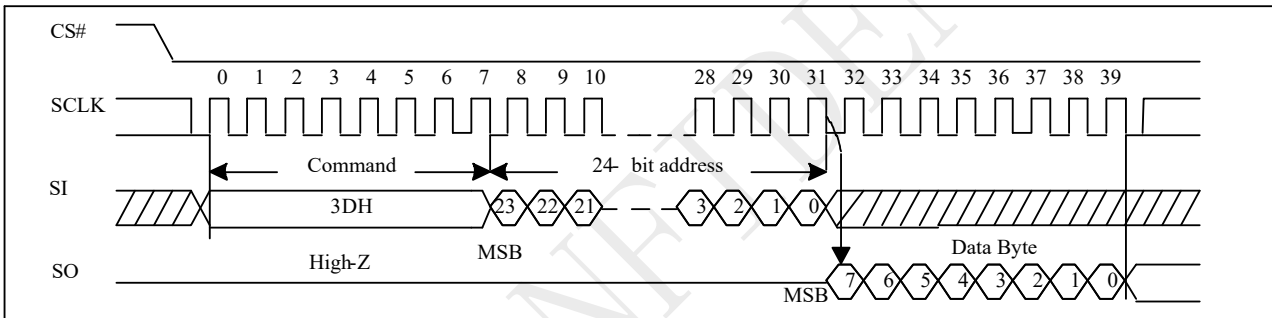 CS#
0 1 2 3 4 5 6 7 8 9 10 28 29 30 31 32 33 34 35 36 37 38 39
SCLK
Command 24- bit address
SI
3DH 23 22 21 3 2 1 0
MSB Data Byte
High-Z
SO
MSB 7 6 5 4 3 2 1 0